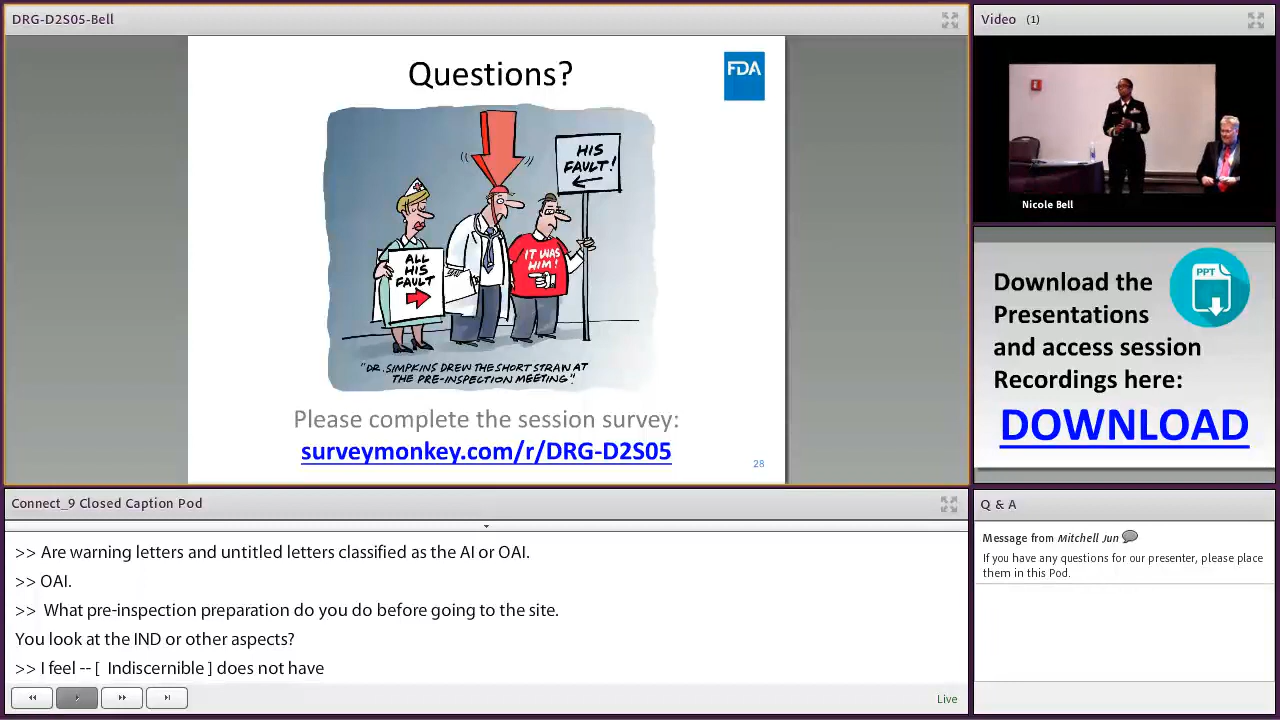 DRG-D2S05-Bell
Questions?
FDA
HIS
FAULT!
ALL
HIS
FAULT
IT WAS
HIM!
"DR. SIMPKINS DREW THE SHORT STRAN AT
THE PRE-INSPECTION MEETING".
Please complete the session survey:
surveymonkey.com/r/DRG-D2S05
28
Video (1)
Nicole Bell
PPT
Download the
Presentations
and access session
Recordings here:
DOWNLOAD
Connect_9 Closed Caption Pod
>> Are warning letters and untitled letters classified as the AI or OAI.
>> OAI.
>> What pre-inspection preparation do you do before going to the site.
You look at the IND or other aspects?
>> I feel -- [ Indiscernible ] does not have
Live
Q & A
Message from Mitchell Jun
If you have any questions for our presenter, please place
them in this Pod.